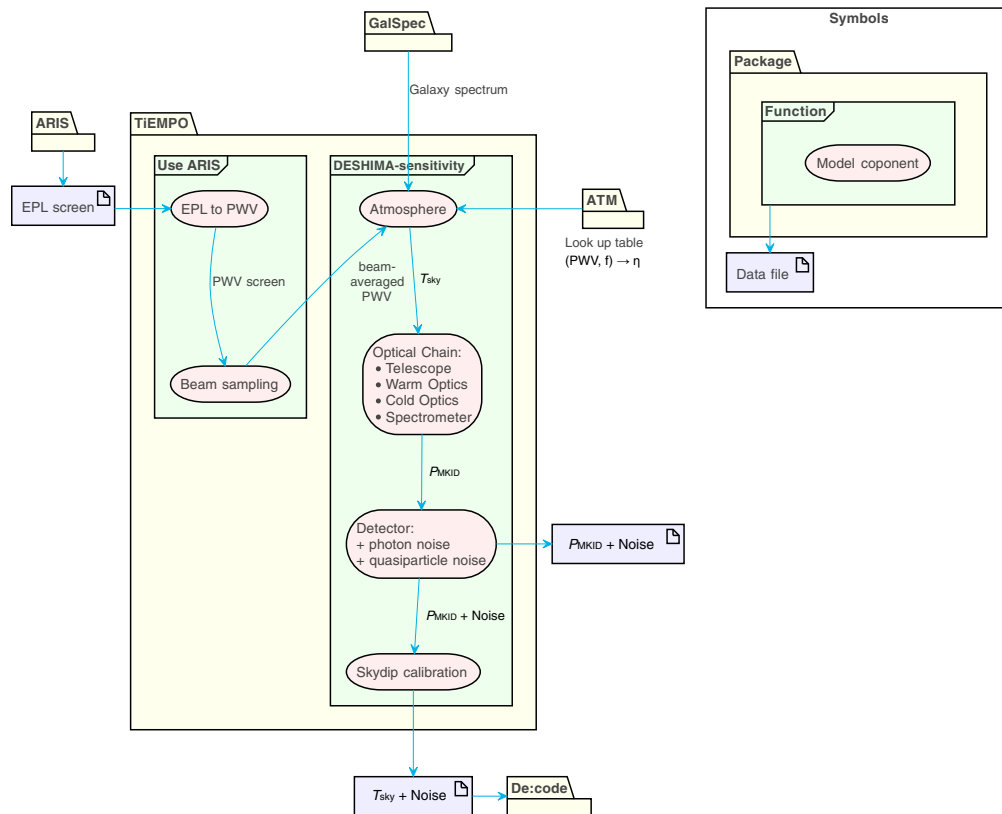 GalSpec
Galaxy spectrum
ARIS
EPL screen
TiEMPO
Use ARIS
EPL to PWV
PWV screen
Beam sampling
beam-
averaged
PWV
DESHIMA-sensitivity
Atmosphere
ATM
Look up table
(PWV, f) → η
Tsky
Optical Chain:
• Telescope
• Warm Optics
• Cold Optics
• Spectrometer
PMKID
Detector:
+ photon noise
+ quasiparticle noise
PMKID + Noise
PMKID + Noise
Skydip calibration
Tsky + Noise
De:code
Symbols
Package
Function
Model coponent
Data file